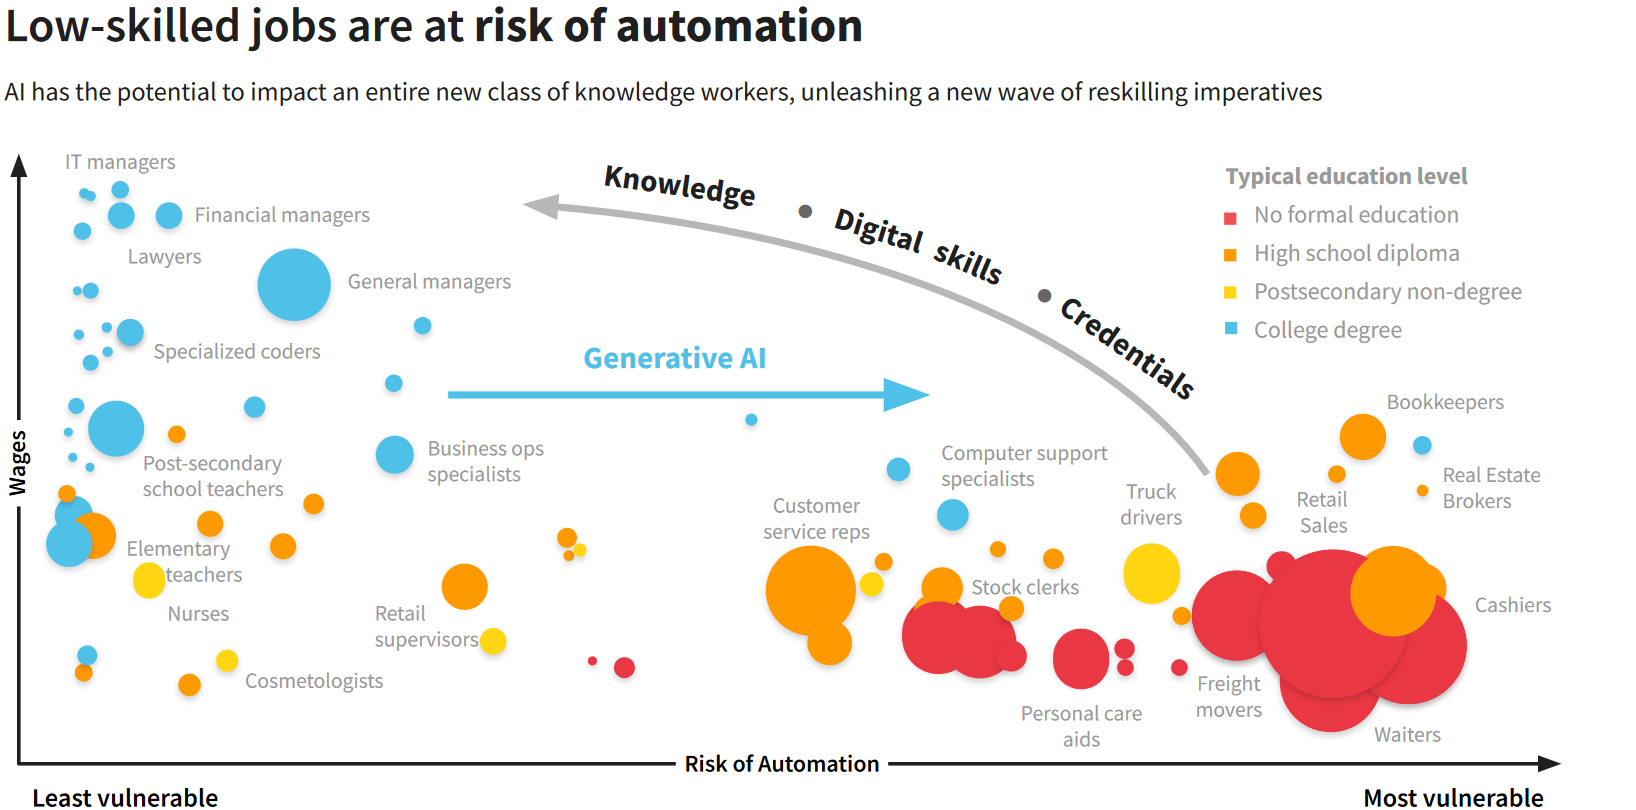 Low-skilled jobs are at risk of automation
AI has the potential to impact an entire new class of knowledge workers, unleashing a new wave of reskilling imperatives
IT managers
Financial managers
Lawyers
General managers
Specialized coders
Knowledge • Digital skills • Credentials
Generative AI
Typical education level
No formal education
High school diploma
Postsecondary non-degree
College degree
Wages
Post-secondary
school teachers
Business ops
specialists
Elementary
teachers
Nurses
Cosmetologists
Retail
supervisors
Customer
service reps
Computer support
specialists
Stock clerks
Truck
drivers
Personal care
aids
Freight
movers
Bookkeepers
Real Estate
Brokers
Retail
Sales
Cashiers
Waiters
Risk of Automation
Least vulnerable
Most vulnerable